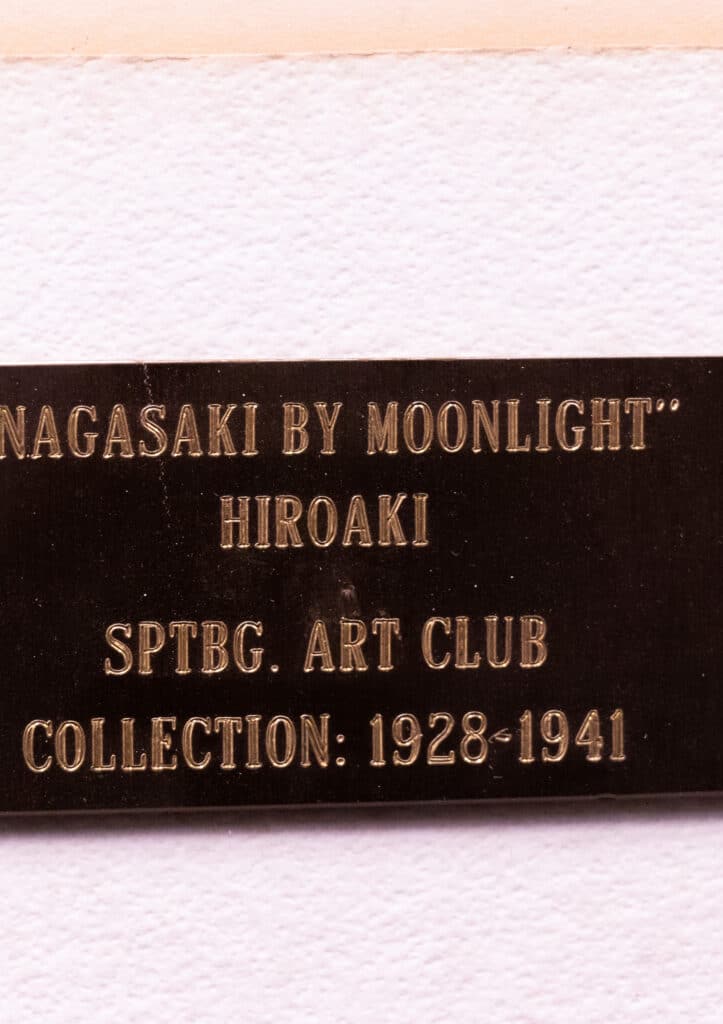 NAGASAKI BY MOONLIGHT"
HIROAKI
SPTBG. ART CLUB
COLLECTION: 1928-1941